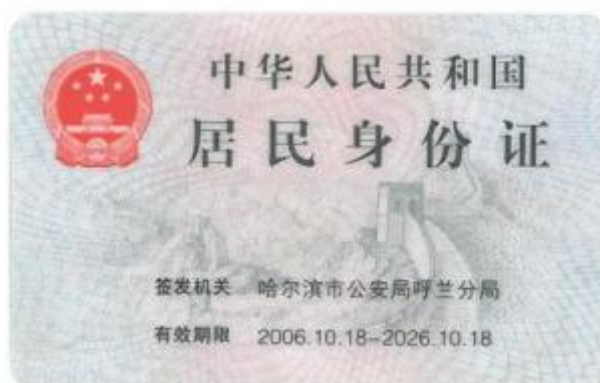 中华人民共和国
居民身份证
签发机关 哈尔滨市公安局呼兰分局
有效期限 2006.10.18-2026.10.18